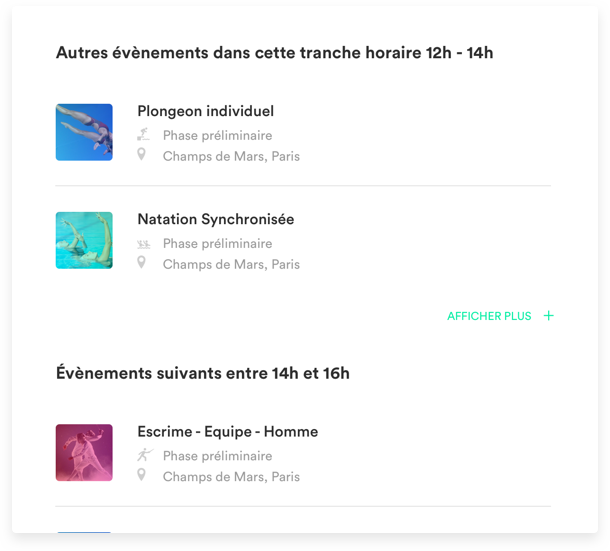 Autres évènements dans cette tranche horaire 12h - 14h
Plongeon individuel
Phase préliminaire
Champs de Mars, Paris
Natation Synchronisée
Phase préliminaire
Champs de Mars, Paris
AFFICHER PLUS +
Évènements suivants entre 14h et 16h
Escrime - Equipe - Homme
Phase préliminaire
Champs de Mars, Paris